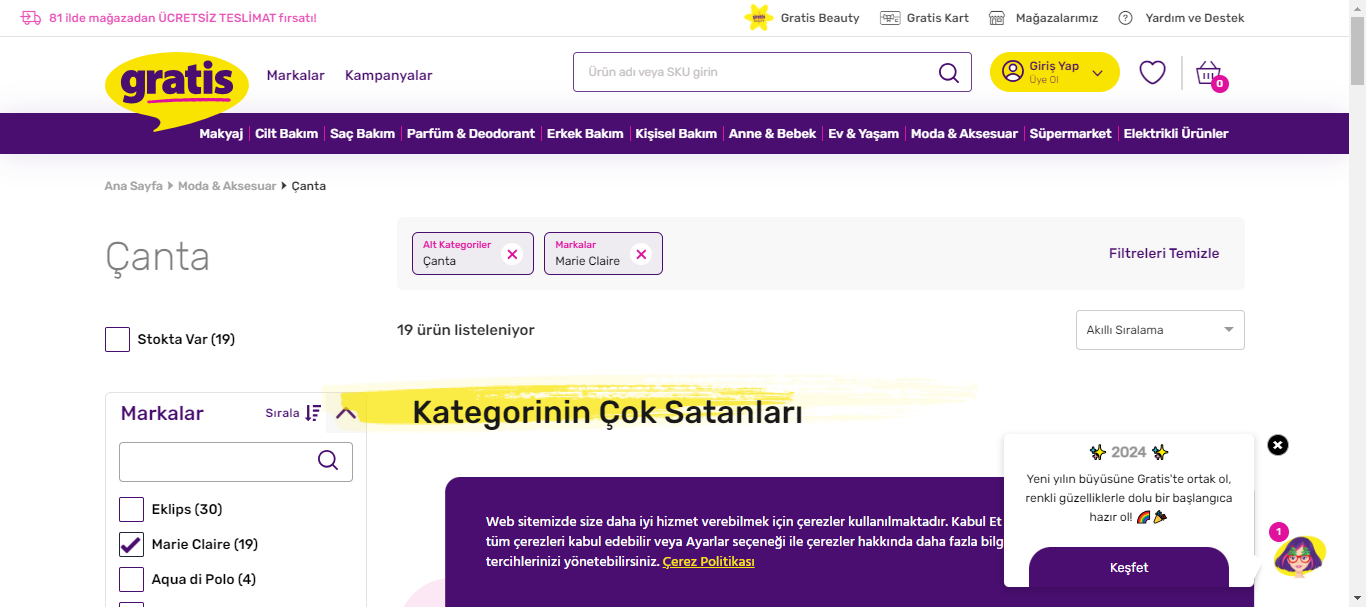 81 ilde mağazadan ÜCRETSİZ TESLİMAT fırsatı!
Gratis Beauty
Gratis Kart
Mağazalarımız
Yardım ve Destek
gratis
Markalar
Kampanyalar
Ürün adı veya SKU girin
Giriş Yap
Üye Ol
0
Makyaj
Cilt Bakım
Saç Bakım
Parfüm & Deodorant
Erkek Bakım
Kişisel Bakım
Anne & Bebek
Ev & Yaşam
Moda & Aksesuar
Süpermarket
Elektrikli Ürünler
Ana Sayfa
Moda & Aksesuar
Çanta
Çanta
Alt Kategoriler
Çanta
Markalar
Marie Claire
Filtreleri Temizle
Stokta Var (19)
19 ürün listeleniyor
Akıllı Sıralama
Markalar
Sırala
Kategorinin Çok Satanları
Eklips (30)
Marie Claire (19)
Aqua di Polo (4)
Web sitemizde size daha iyi hizmet verebilmek için çerezler kullanılmaktadır. Kabul Et
tüm çerezleri kabul edebilir veya Ayarlar seçeneği ile çerezler hakkında daha fazla bilg
tercihlerinizi yönetebilirsiniz. Çerez Politikası
✨ 2024 ✨
Yeni yılın büyüsüne Gratis'te ortak ol,
renkli güzelliklerle dolu bir başlangıca
hazır ol! 🌈 🎉
Keşfet
1